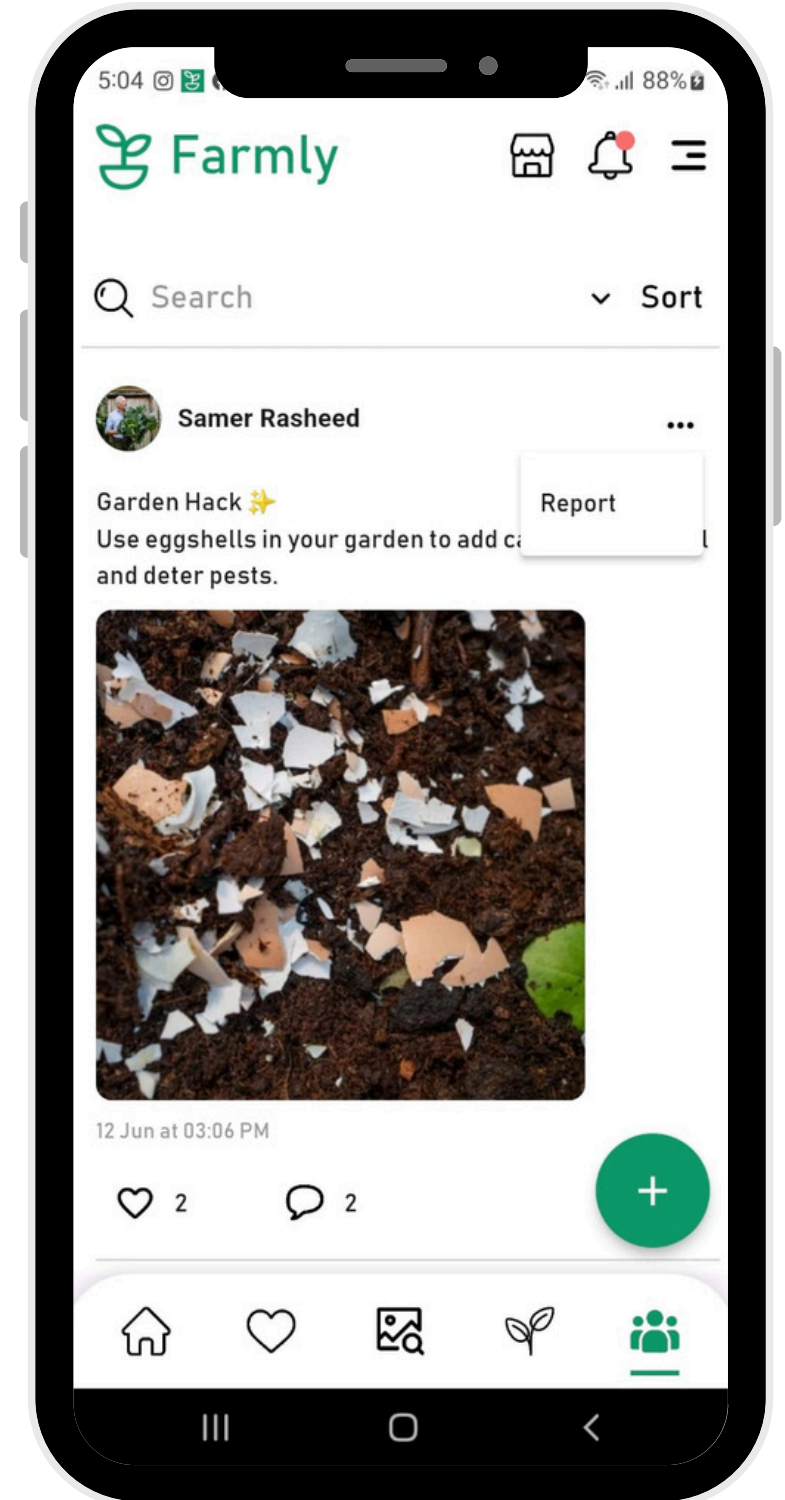 5:04
88%
Farmly
Search
Sort
Samer Rasheed
Report
Garden Hack ✨
Use eggshells in your garden to add
and deter pests.
12 Jun at 03:06 PM
2
2